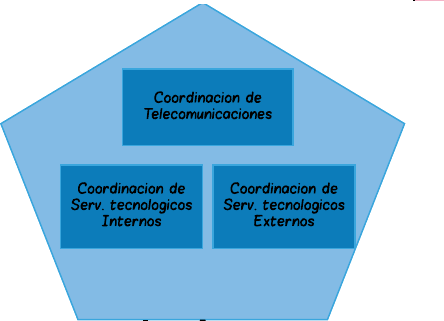 Coordinacion de
Telecomunicaciones
Coordinacion de
Serv. tecnologicos
Internos
Coordinacion de
Serv. tecnologicos
Externos